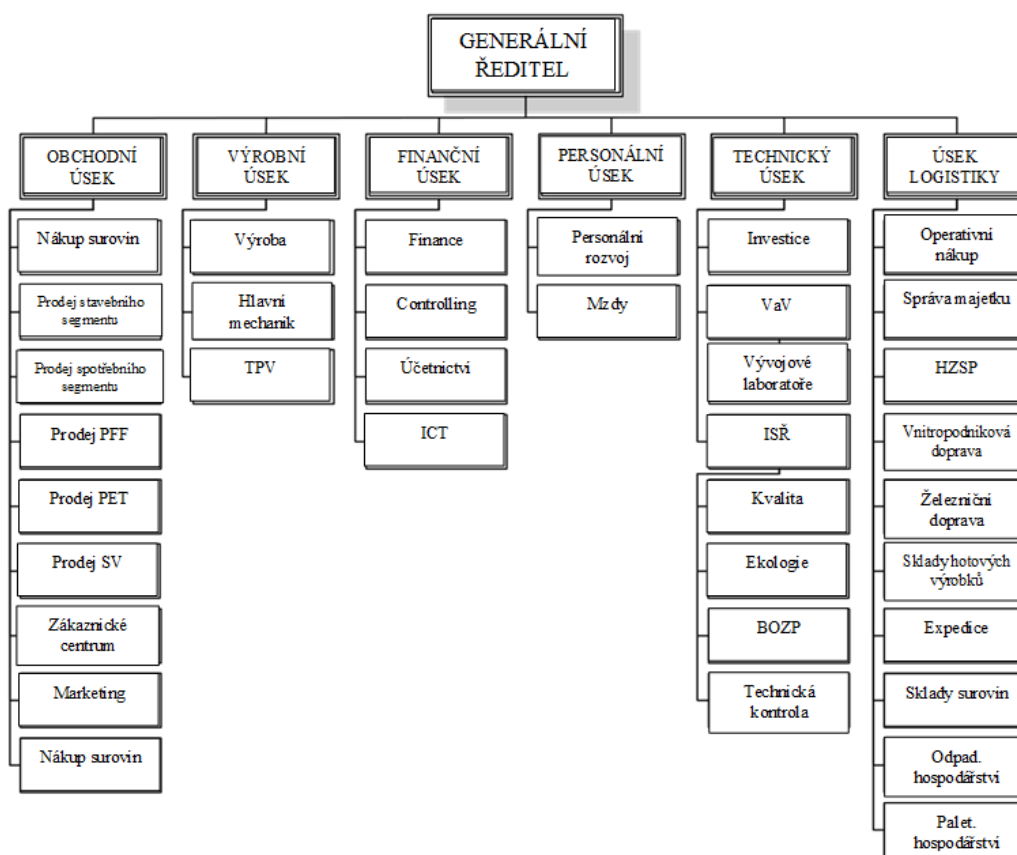 GENERÁLNÍ
ŘEDITEL
OBCHODNÍ
ÚSEK
VÝROBNÍ
ÚSEK
FINANČNÍ
ÚSEK
PERSONÁLNÍ
ÚSEK
TECHNICKÝ
ÚSEK
ÚSEK
LOGISTIKY
Nákup surovin
Prodej stavebního
segmentu
Prodej spotřebního
segmentu
Prodej PFF
Prodej PET
Prodej SV
Zákaznické
centrum
Marketing
Nákup surovin
Výroba
Hlavní
mechanik
TPV
Finance
Controlling
Účetnictví
ICT
Personální
rozvoj
Mzdy
Investice
VaV
Vývojové
laboratoře
ISŘ
Kvalita
Ekologie
BOZP
Technická
kontrola
Operativní
nákup
Správa majetku
HZSP
Vnitropodniková
doprava
Železniční
doprava
Sklady hotových
výrobků
Expedice
Sklady surovin
Odpad.
hospodářství
Palet.
hospodářství